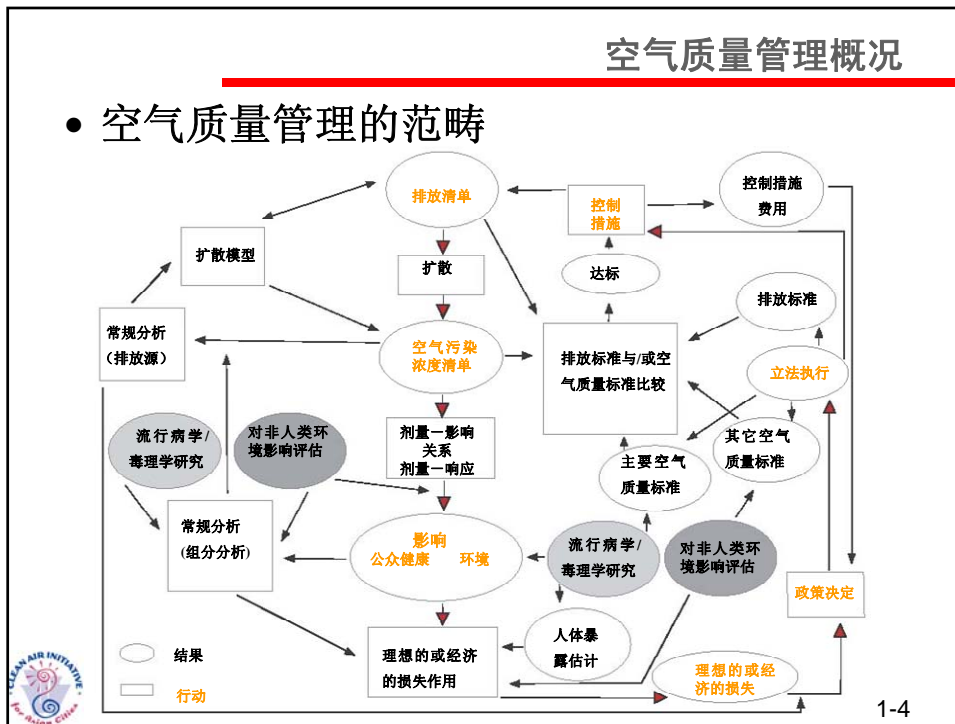 空气质量管理概况
• 空气质量管理的范畴
排放清单
控制
措施
控制措施
费用
扩散模型
扩散
达标
排放标准
常规分析
（排放源）
空气污染
浓度清单
排放标准与/或空
气质量标准比较
立法执行
流行病学/
毒理学研究
对非人类环
境影响评估
剂量－影响
关系
剂量－响应
主要空气
质量标准
其它空气
质量标准
常规分析
(组分分析)
影响
公众健康 环境
流行病学/
毒理学研究
对非人类环
境影响评估
政策决定
人体暴
露估计
理想的或经济
的损失作用
理想的或经
济的损失
结果
行动
CLEAN AIR INITIATIVE
for Asian Cities
1-4